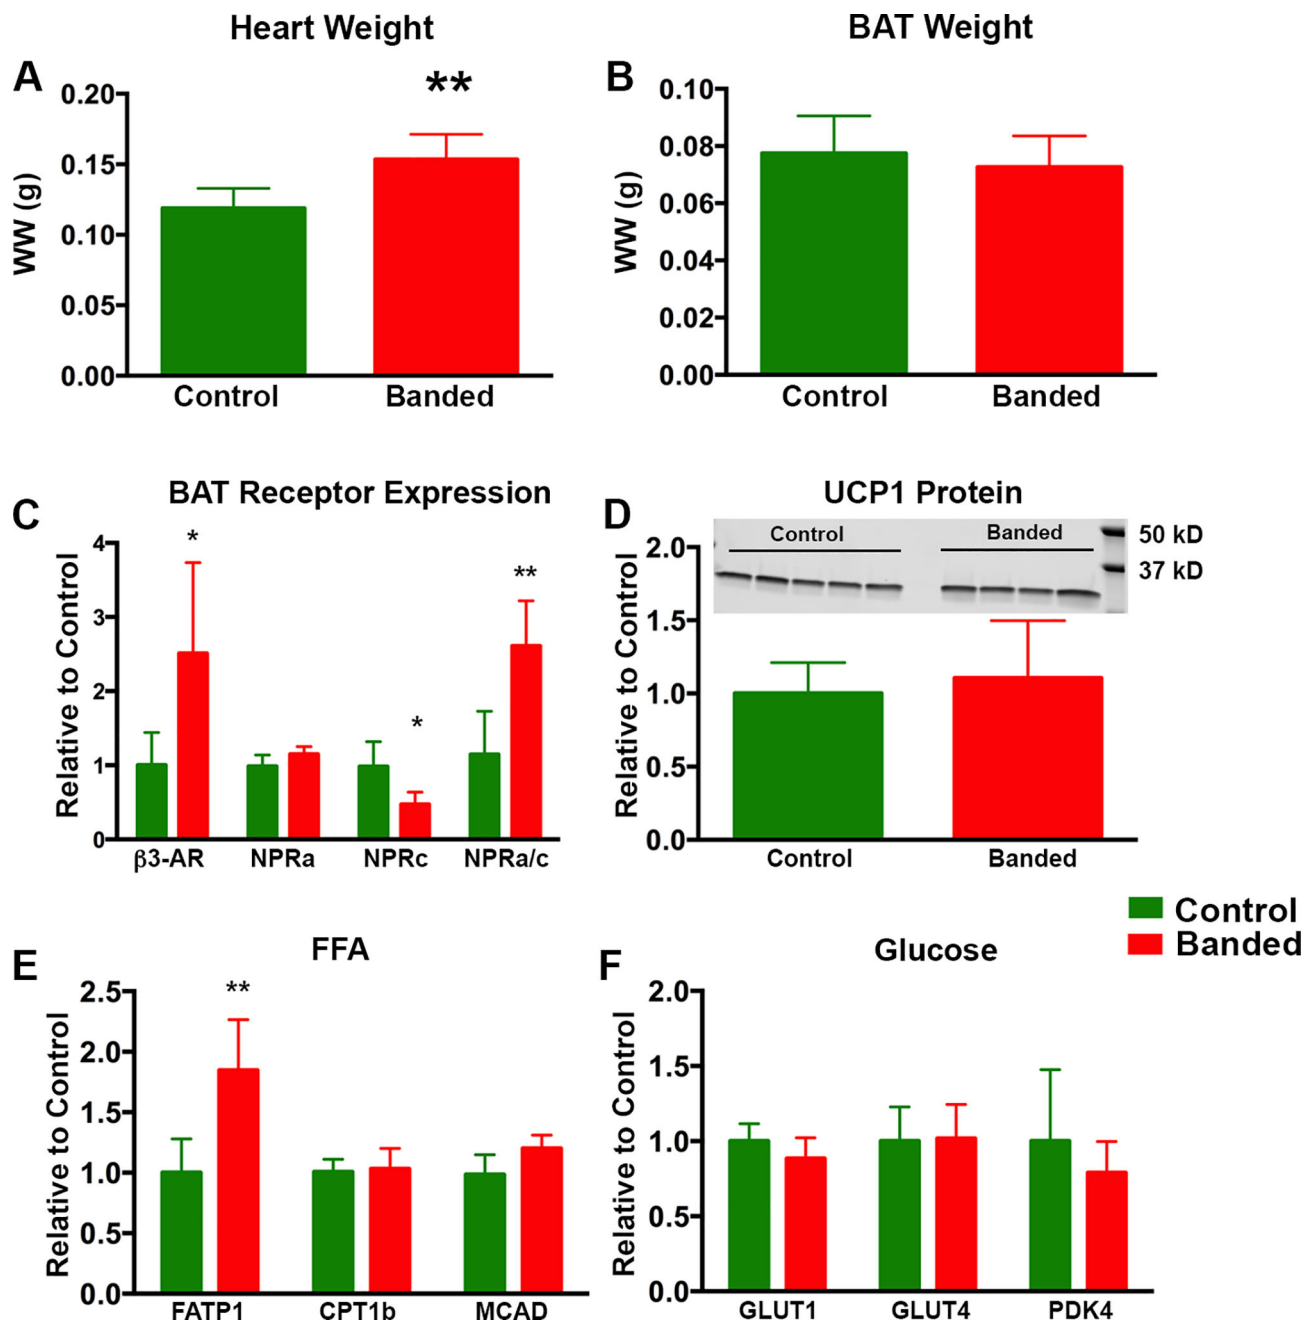 Heart Weight
A
**
0.20
0.15
0.10
0.05
0.00
WW (g)
Control
Banded
BAT Weight
B
0.10
0.08
0.06
0.04
0.02
0.00
WW (g)
Control
Banded
BAT Receptor Expression
C
4
3
2
1
0
Relative to Control
*
*
**
β3-AR
NPRa
NPRc
NPRa/c
UCP1 Protein
D
Control
Banded
50 kD
37 kD
2.0
1.5
1.0
0.5
0.0
Relative to Control
Control
Banded
Control
Banded
FFA
E
2.5
2.0
1.5
1.0
0.5
0.0
Relative to Control
**
FATP1
CPT1b
MCAD
Glucose
F
2.0
1.5
1.0
0.5
0.0
Relative to Control
GLUT1
GLUT4
PDK4